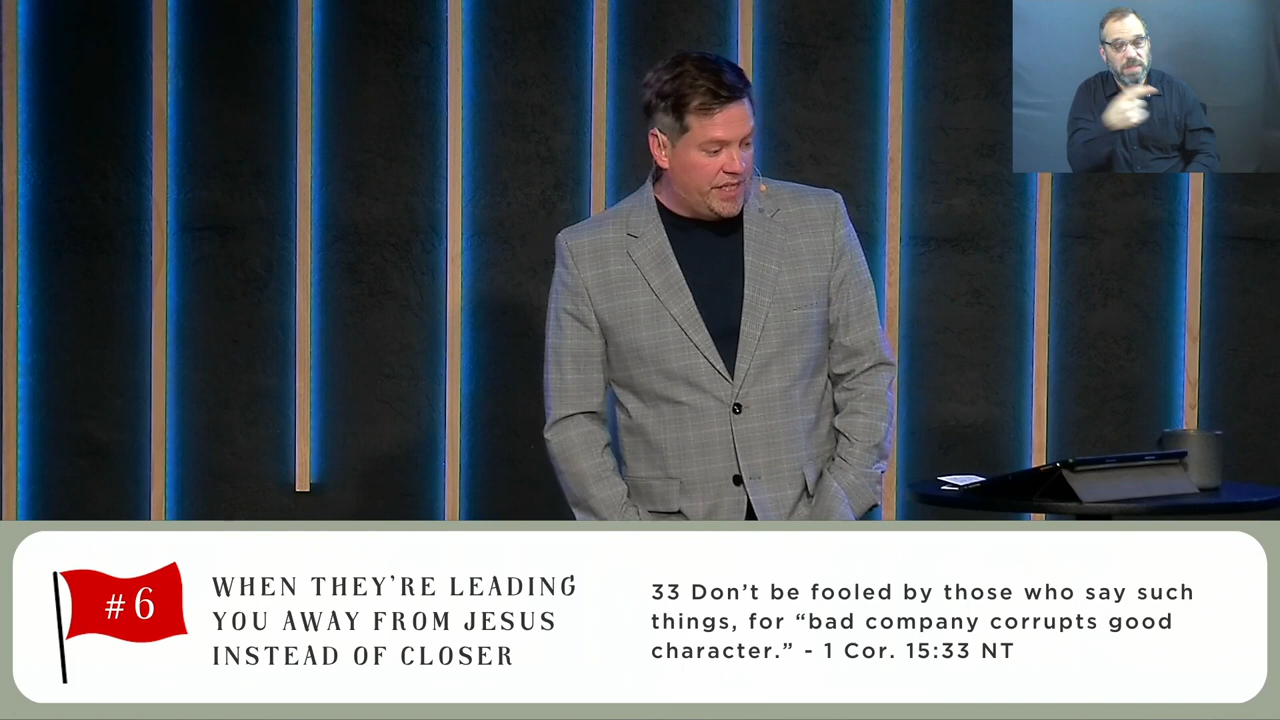 #6
WHEN THEY'RE LEADING
YOU AWAY FROM JESUS
INSTEAD OF CLOSER
33 Don't be fooled by those who say such
things, for “bad company corrupts good
character.” - 1 Cor. 15:33 NT